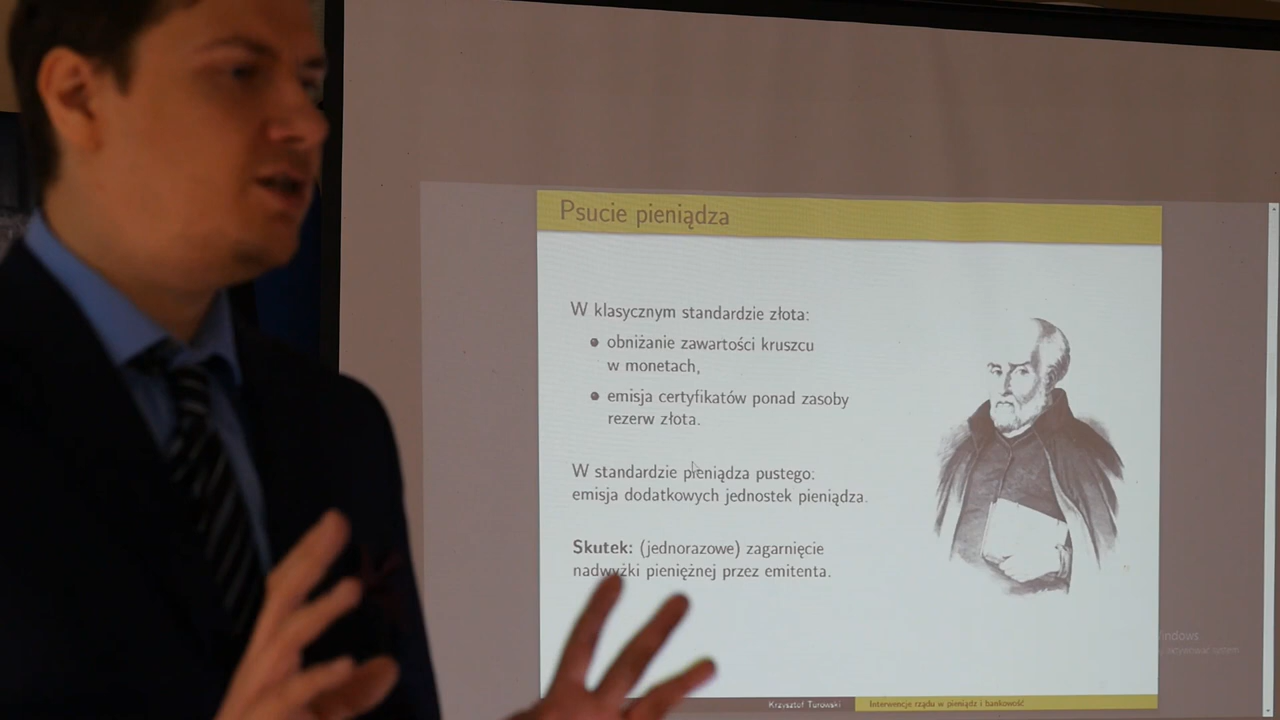 Psucie pieniądza
W klasycznym standardzie złota:
obniżanie zawartości kruszcu
w monetach,
emisja certyfikatów ponad zasoby
rezerw złota.
W standardzie pieniądza pustego:
emisja dodatkowych jednostek pieniądza.
Skutek: (jednorazowe) zagarnięcie
nadwyżki pieniężnej przez emitenta.
Krzysztof Turowski
Interwencje rządu w pieniądz i bankowość